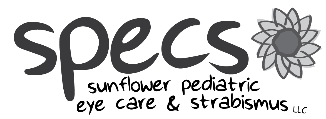 specs
sunflower pediatric
eye care & strabismus LLC